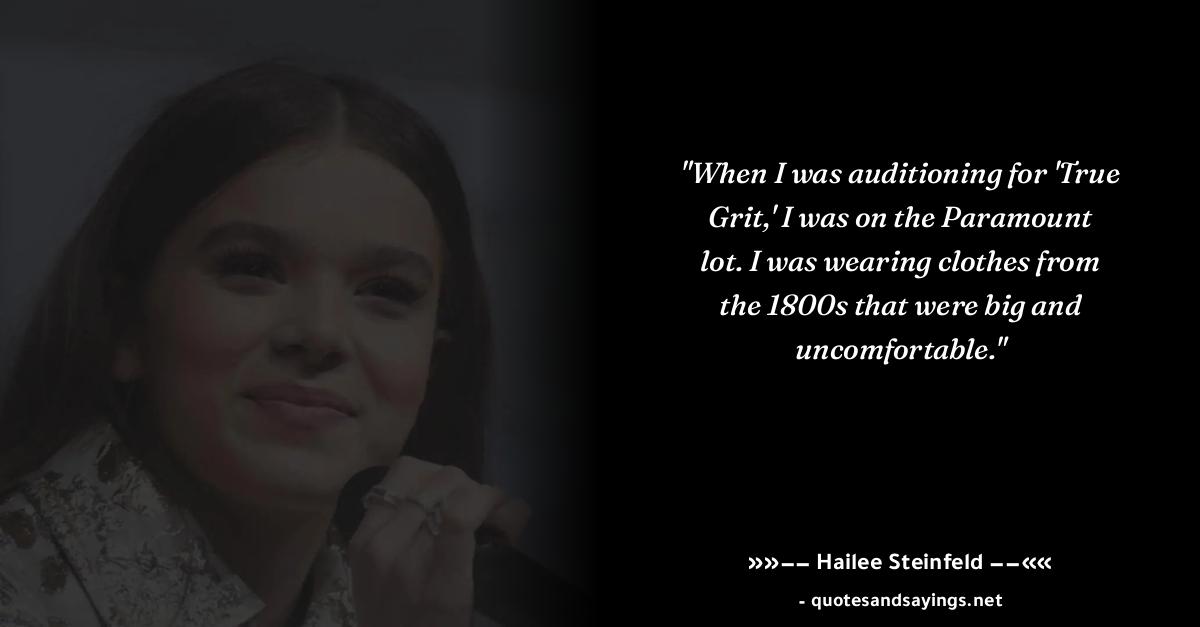 "When I was auditioning for 'True
Grit,' I was on the Paramount
lot. I was wearing clothes from
the 1800s that were big and
uncomfortable."
»»−− Hailee Steinfeld −−««
- quotesandsayings.net